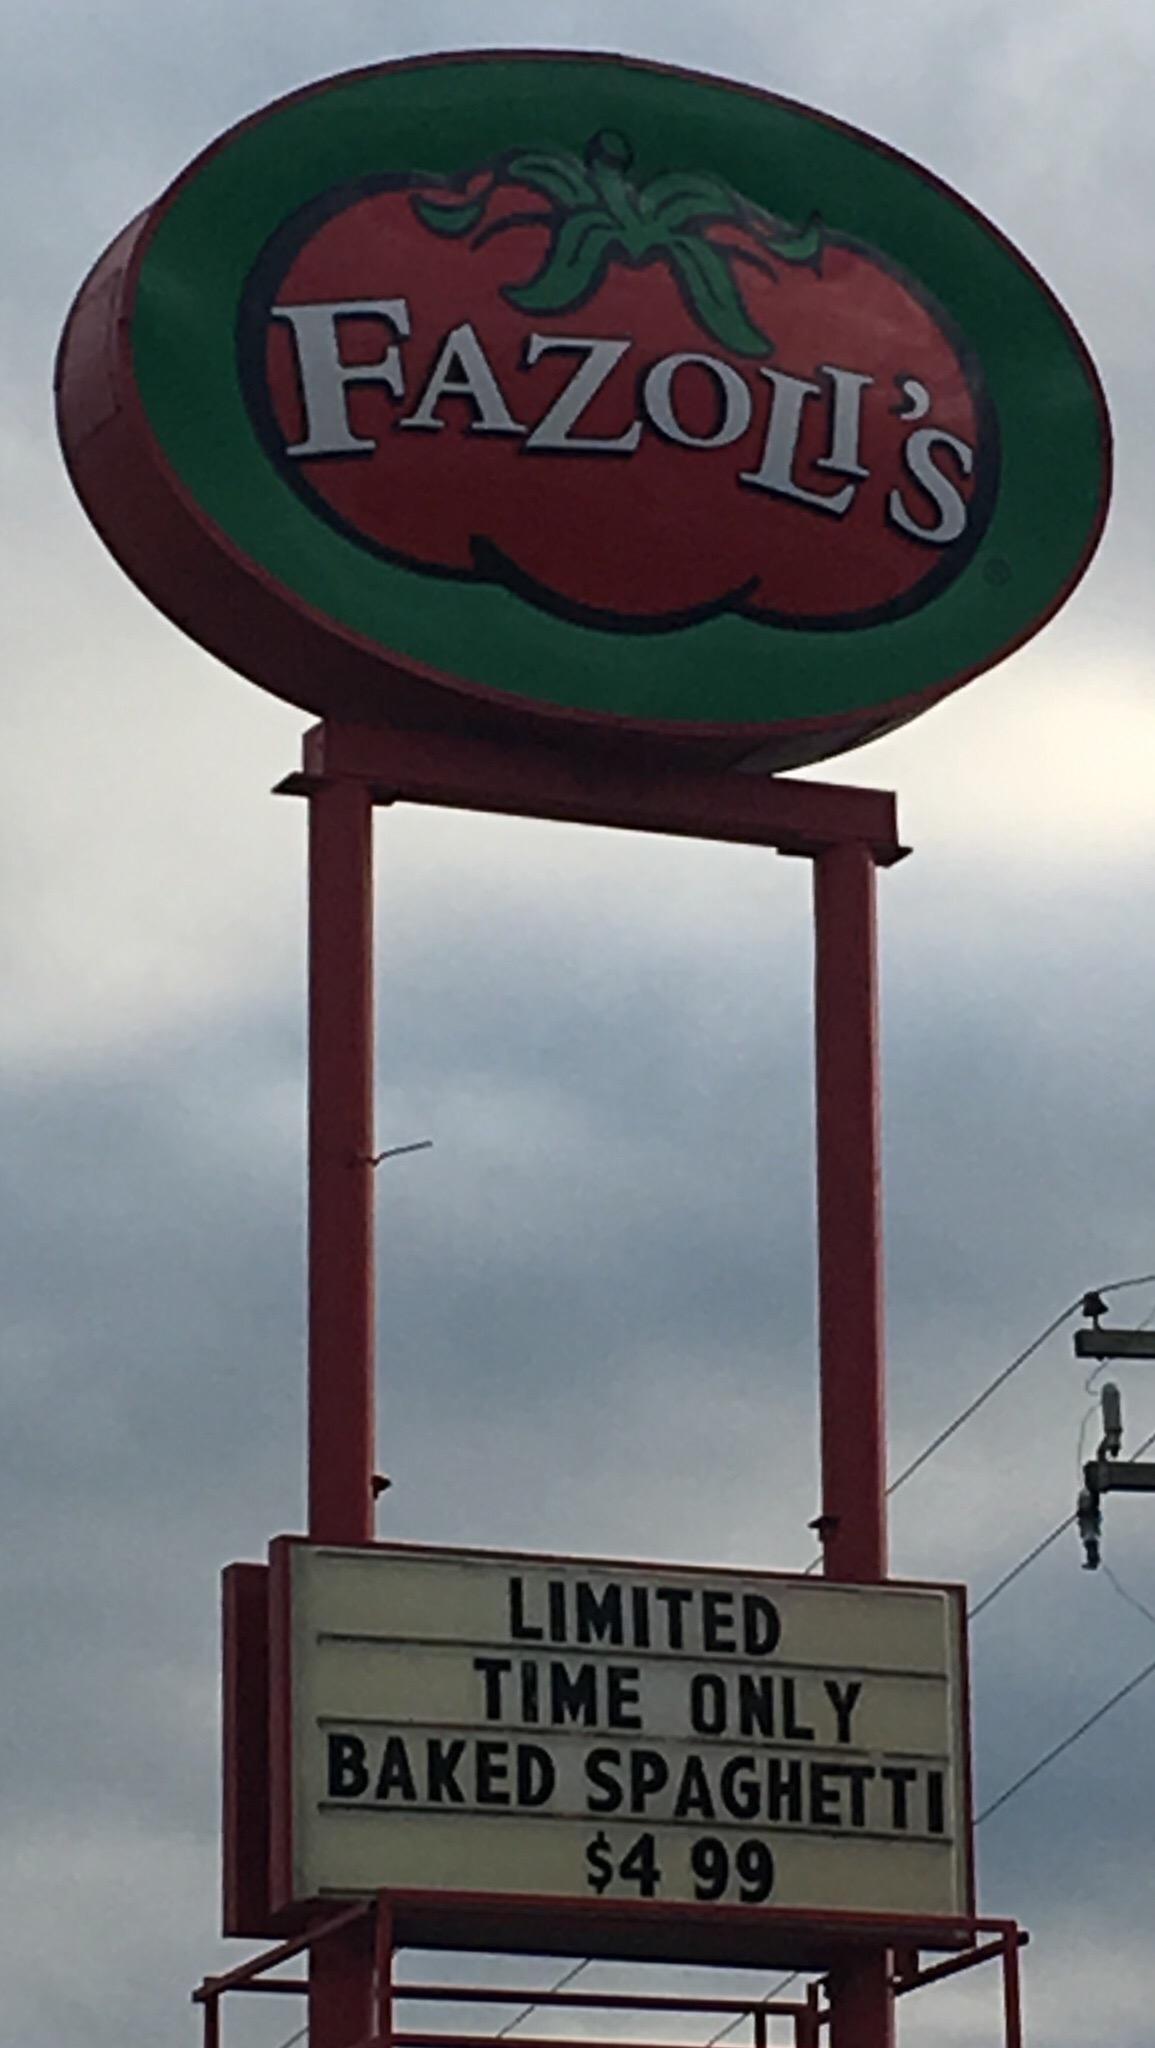 FAZOLI'S
®
LIMITED
TIME ONLY
BAKED SPAGHETTI
$4 99